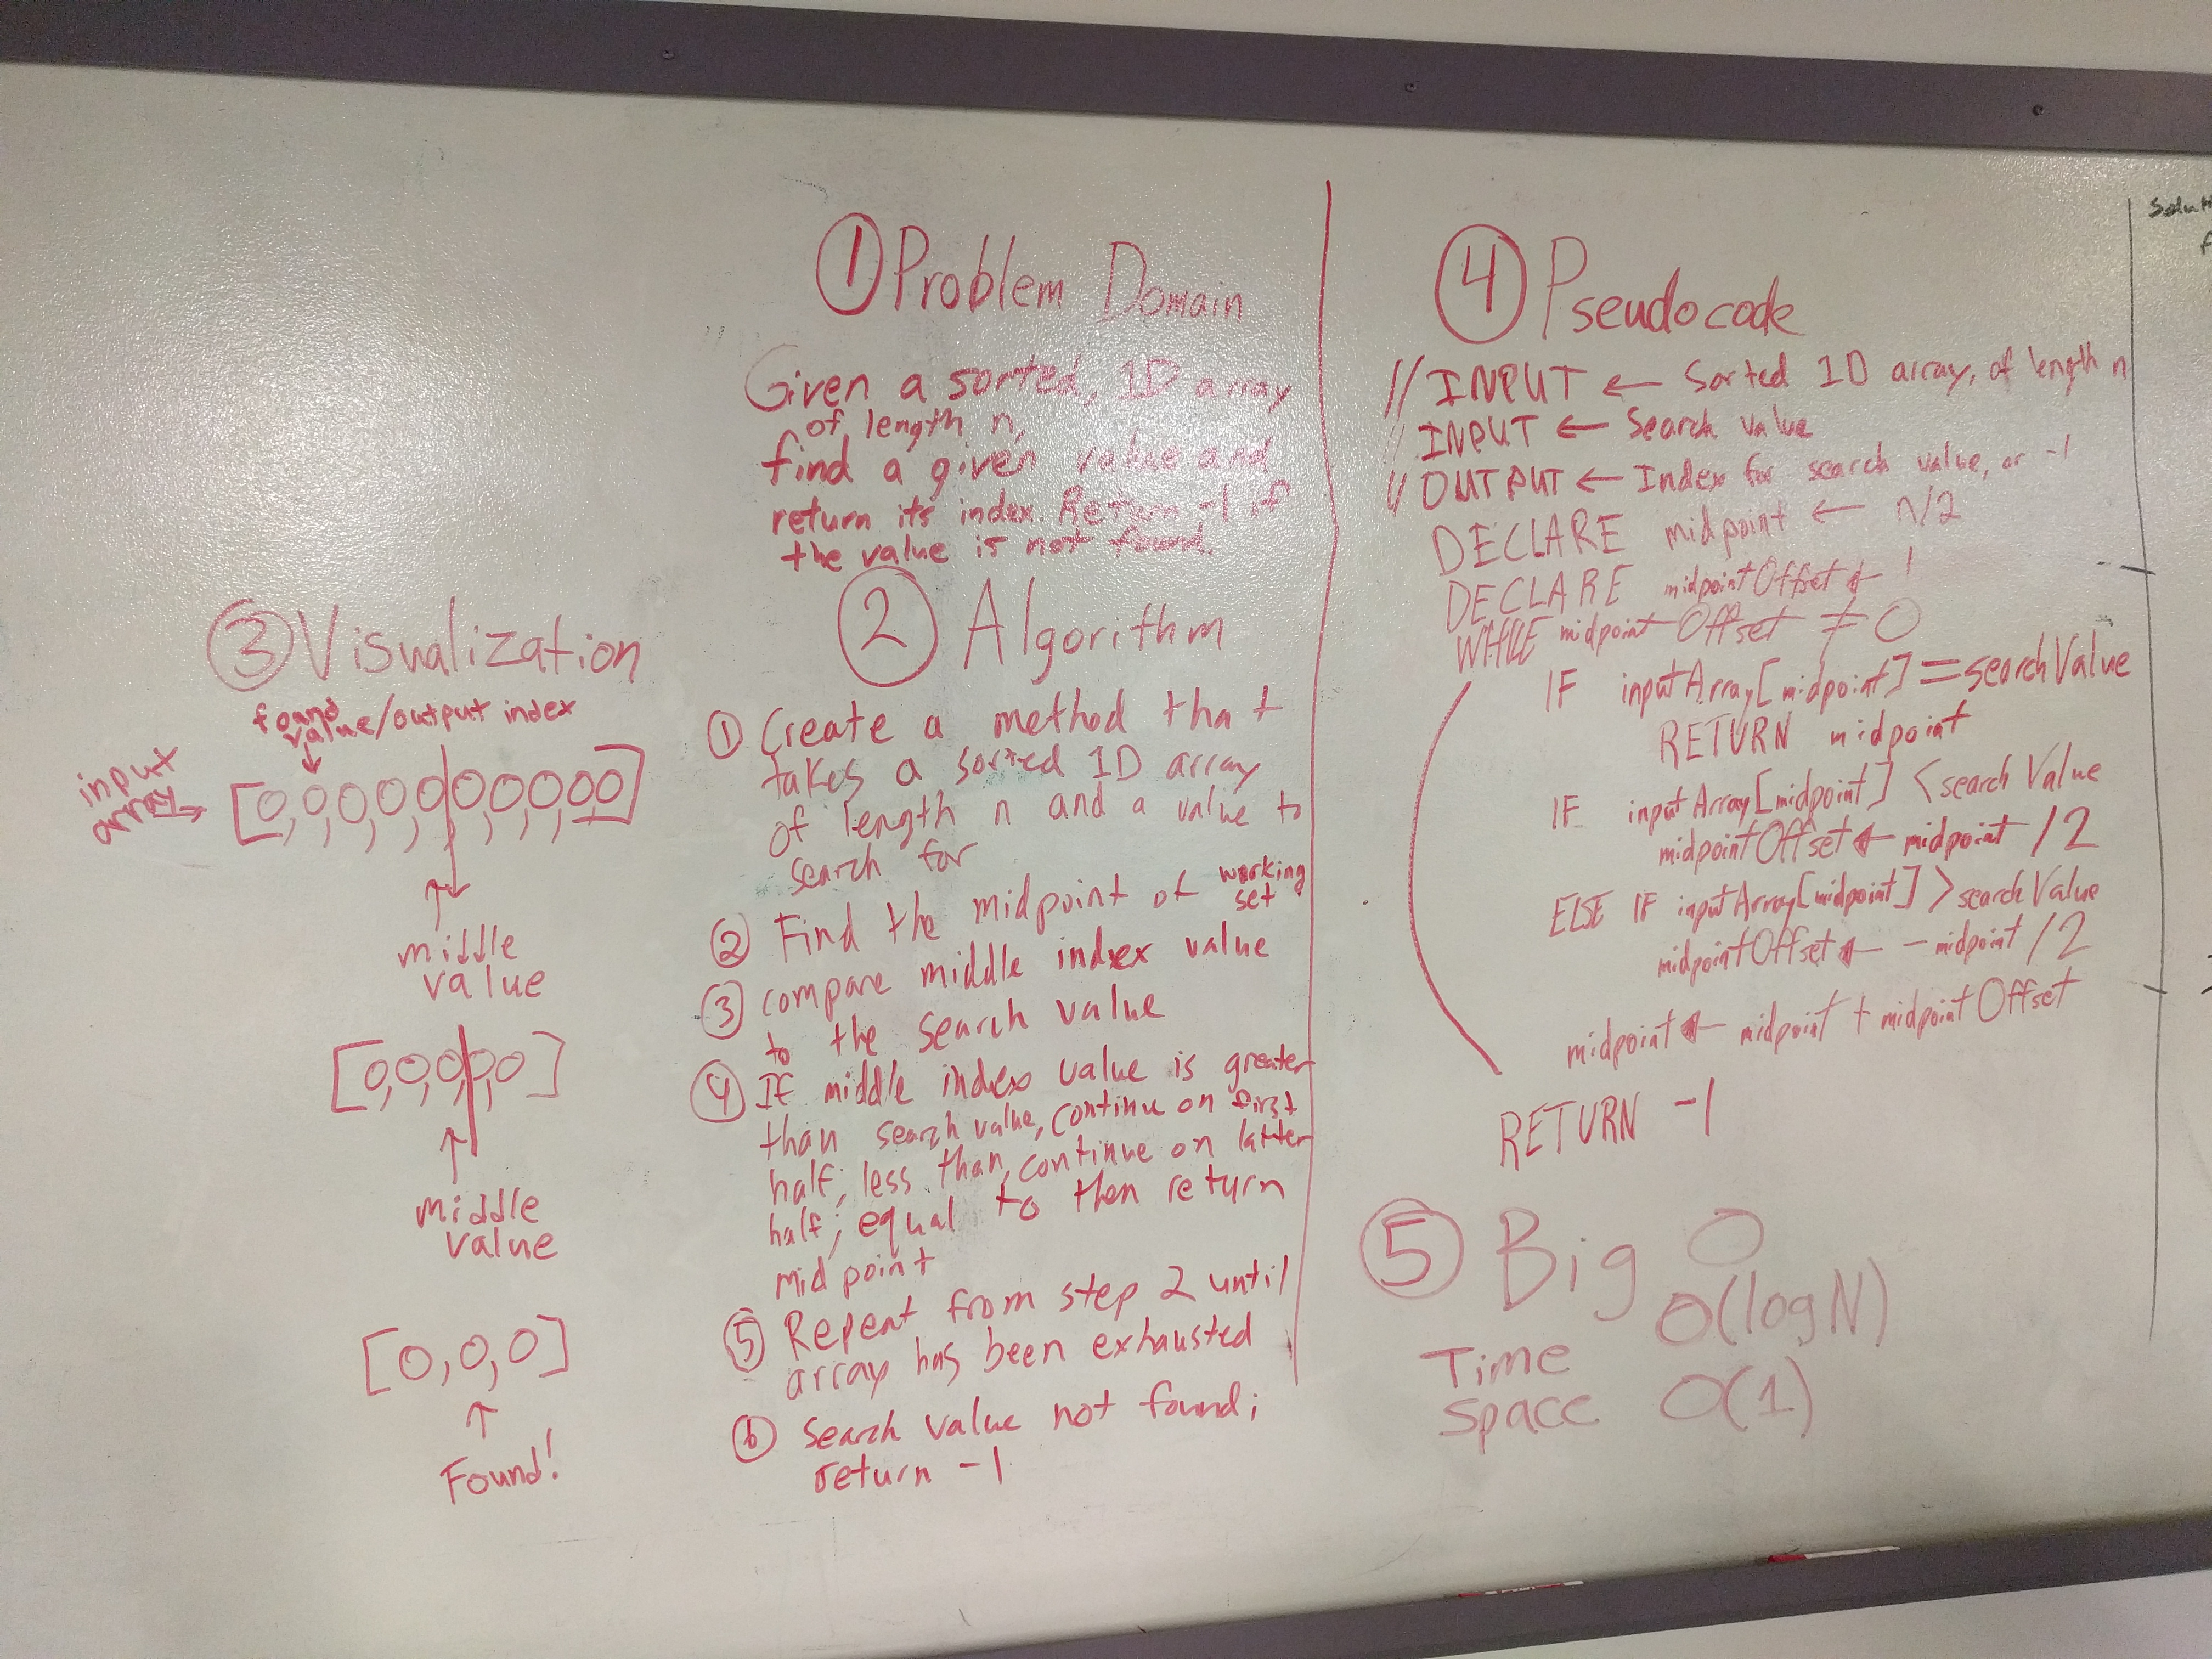 ① Problem Domain
Given a sorted, 1D array
of length n,
find a given value and
return its index. Return -1 if
the value is not found.
② Algorithm
① Create a method that
takes a sorted 1D array
of length n and a value to
search for
② Find the midpoint of working
set
③ compare middle index value
to the search value
④ If middle index value is greater
than search value, continue on first
half; less than, continue on latter
half; equal to then return
mid point
⑤ Repeat from step 2 until
array has been exhausted
⑥ Search value not found;
return -1
③ Visualization
found
value/output index
input
array →
[0,0,0,0,0,0,0,0,0,0]
middle
value
[0,0,0,0,0]
middle
value
[0,0,0]
Found!
④ Pseudocode
// INPUT ← Sorted 1D array, of length n
// INPUT ← Search value
// OUTPUT ← Index for search value, or -1
DECLARE midpoint ← n/2
DECLARE midpointOffset ← 1
WHILE midpointOffset ≠ 0
IF inputArray[midpoint] = searchValue
RETURN midpoint
IF inputArray[midpoint] < searchValue
midpointOffset ← midpoint /2
ELSE IF inputArray[midpoint] > searchValue
midpointOffset ← - midpoint /2
midpoint ← midpoint + midpointOffset
RETURN -1
⑤ Big O
Time O(logN)
Space O(1)